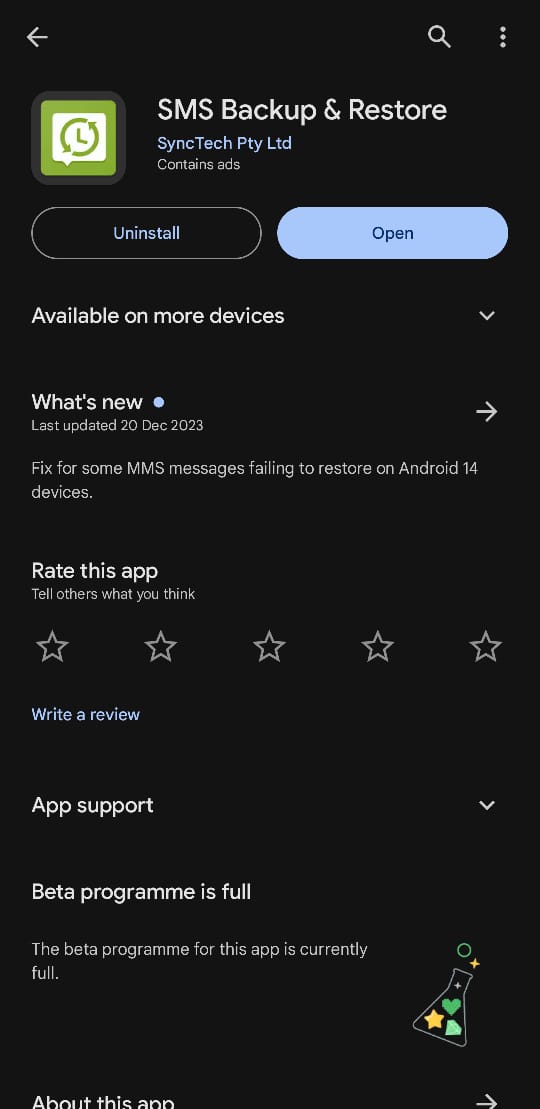 SMS Backup & Restore
SyncTech Pty Ltd
Contains ads
Uninstall
Open
Available on more devices
What's new
Last updated 20 Dec 2023
Fix for some MMS messages failing to restore on Android 14
devices.
Rate this app
Tell others what you think
Write a review
App support
Beta programme is full
The beta programme for this app is currently
full.
About this app